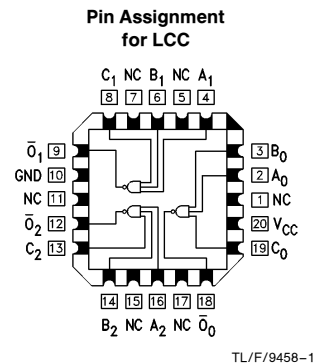 Pin Assignment
for LCC
C1 NC B1 NC A1
8 7 6 5 4
Ō1 9
GND 10
NC 11
Ō2 12
C2 13
3 B0
2 A0
1 NC
20 VCC
19 C0
14 15 16 17 18
B2 NC A2 NC Ō0
TL/F/9458–1